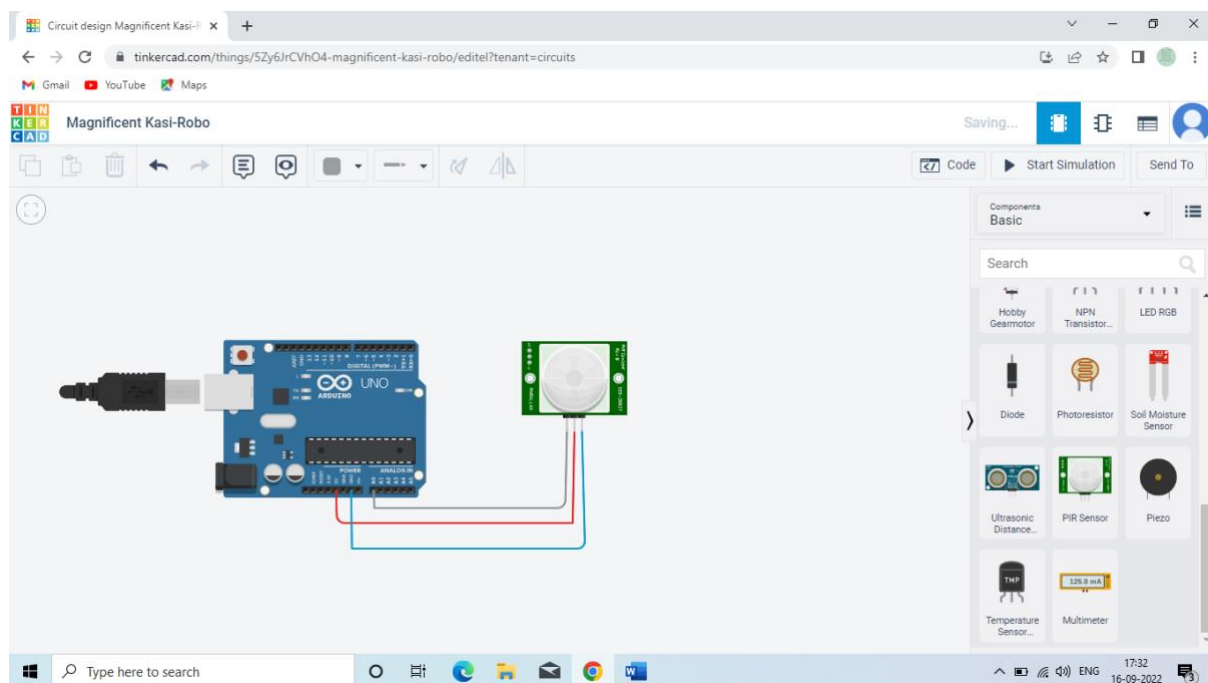 Circuit design Magnificent Kasi-R
tinkercad.com/things/5Zy6JrCVhO4-magnificent-kasi-robo/editel?tenant=circuits
Gmail YouTube Maps
TIN
KER
CAD
Magnificent Kasi-Robo
Saving...
Code
Start Simulation
Send To
Components
Basic
Search
Hobby
Gearmotor
NPN
Transistor...
LED RGB
Diode
Photoresistor
Soil Moisture
Sensor
Ultrasonic
Distance...
PIR Sensor
Piezo
TMP
Temperature
Sensor...
125.0 mA
Multimeter
DIGITAL (PWM~)
UNO
ARDUINO
POWER
ANALOG IN
Type here to search
ENG
17:32
16-09-2022
3